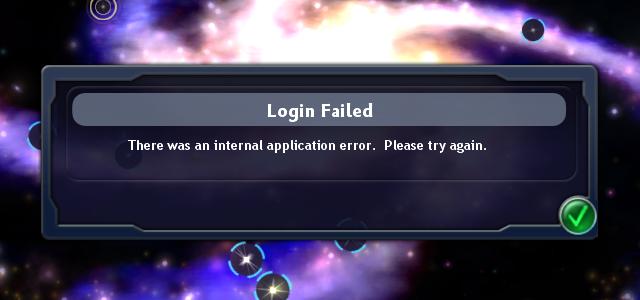 Login Failed
There was an internal application error.  Please try again.